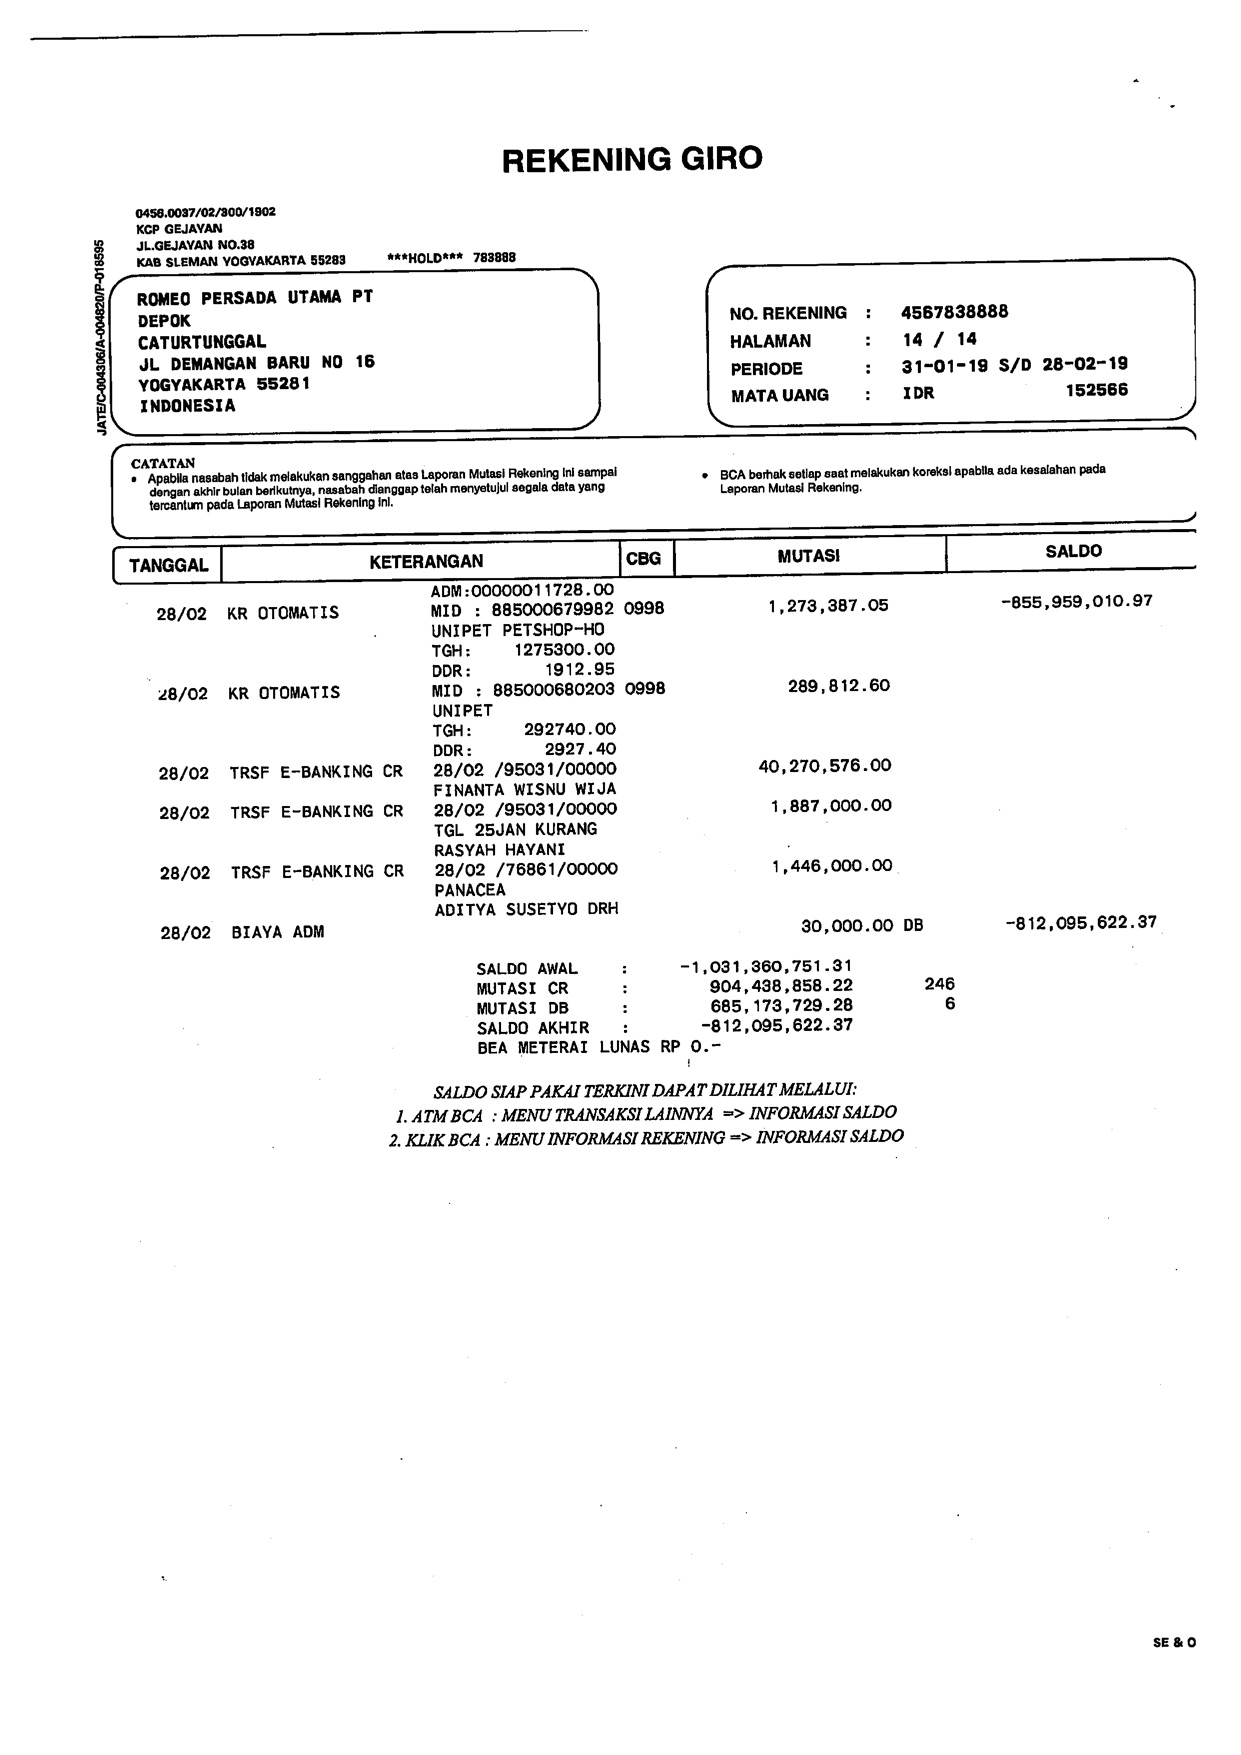 REKENING GIRO
0456.0037/02/300/1902
KCP GEJAYAN
JL.GEJAYAN NO.38
KAB SLEMAN YOGYAKARTA 55283 ***HOLD*** 783888
JATE/C-004306/A-004820/P-018595
ROMEO PERSADA UTAMA PT
DEPOK
CATURTUNGGAL
JL DEMANGAN BARU NO 16
YOGYAKARTA 55281
INDONESIA
NO. REKENING : 4567838888
HALAMAN : 14 / 14
PERIODE : 31-01-19 S/D 28-02-19
MATA UANG : IDR 152566
CATATAN
• Apabila nasabah tidak melakukan sanggahan atas Laporan Mutasi Rekening ini sampai
dengan akhir bulan berikutnya, nasabah dianggap telah menyetujui segala data yang
tercantum pada Laporan Mutasi Rekening ini.
• BCA berhak setiap saat melakukan koreksi apabila ada kesalahan pada
Laporan Mutasi Rekening.
TANGGAL KETERANGAN CBG MUTASI SALDO
ADM:00000011728.00
28/02 KR OTOMATIS MID : 885000679982 0998 1,273,387.05 -855,959,010.97
UNIPET PETSHOP-HO
TGH: 1275300.00
DDR: 1912.95
28/02 KR OTOMATIS MID : 885000680203 0998 289,812.60
UNIPET
TGH: 292740.00
DDR: 2927.40
28/02 TRSF E-BANKING CR 28/02 /95031/00000 40,270,576.00
FINANTA WISNU WIJA
28/02 TRSF E-BANKING CR 28/02 /95031/00000 1,887,000.00
TGL 25JAN KURANG
RASYAH HAYANI
28/02 TRSF E-BANKING CR 28/02 /76861/00000 1,446,000.00
PANACEA
ADITYA SUSETYO DRH
28/02 BIAYA ADM 30,000.00 DB -812,095,622.37
SALDO AWAL : -1,031,360,751.31
MUTASI CR : 904,438,858.22 246
MUTASI DB : 685,173,729.28 6
SALDO AKHIR : -812,095,622.37
BEA METERAI LUNAS RP 0.-
SALDO SIAP PAKAI TERKINI DAPAT DILIHAT MELALUI:
1. ATM BCA : MENU TRANSAKSI LAINNYA => INFORMASI SALDO
2. KLIK BCA : MENU INFORMASI REKENING => INFORMASI SALDO
SE & O